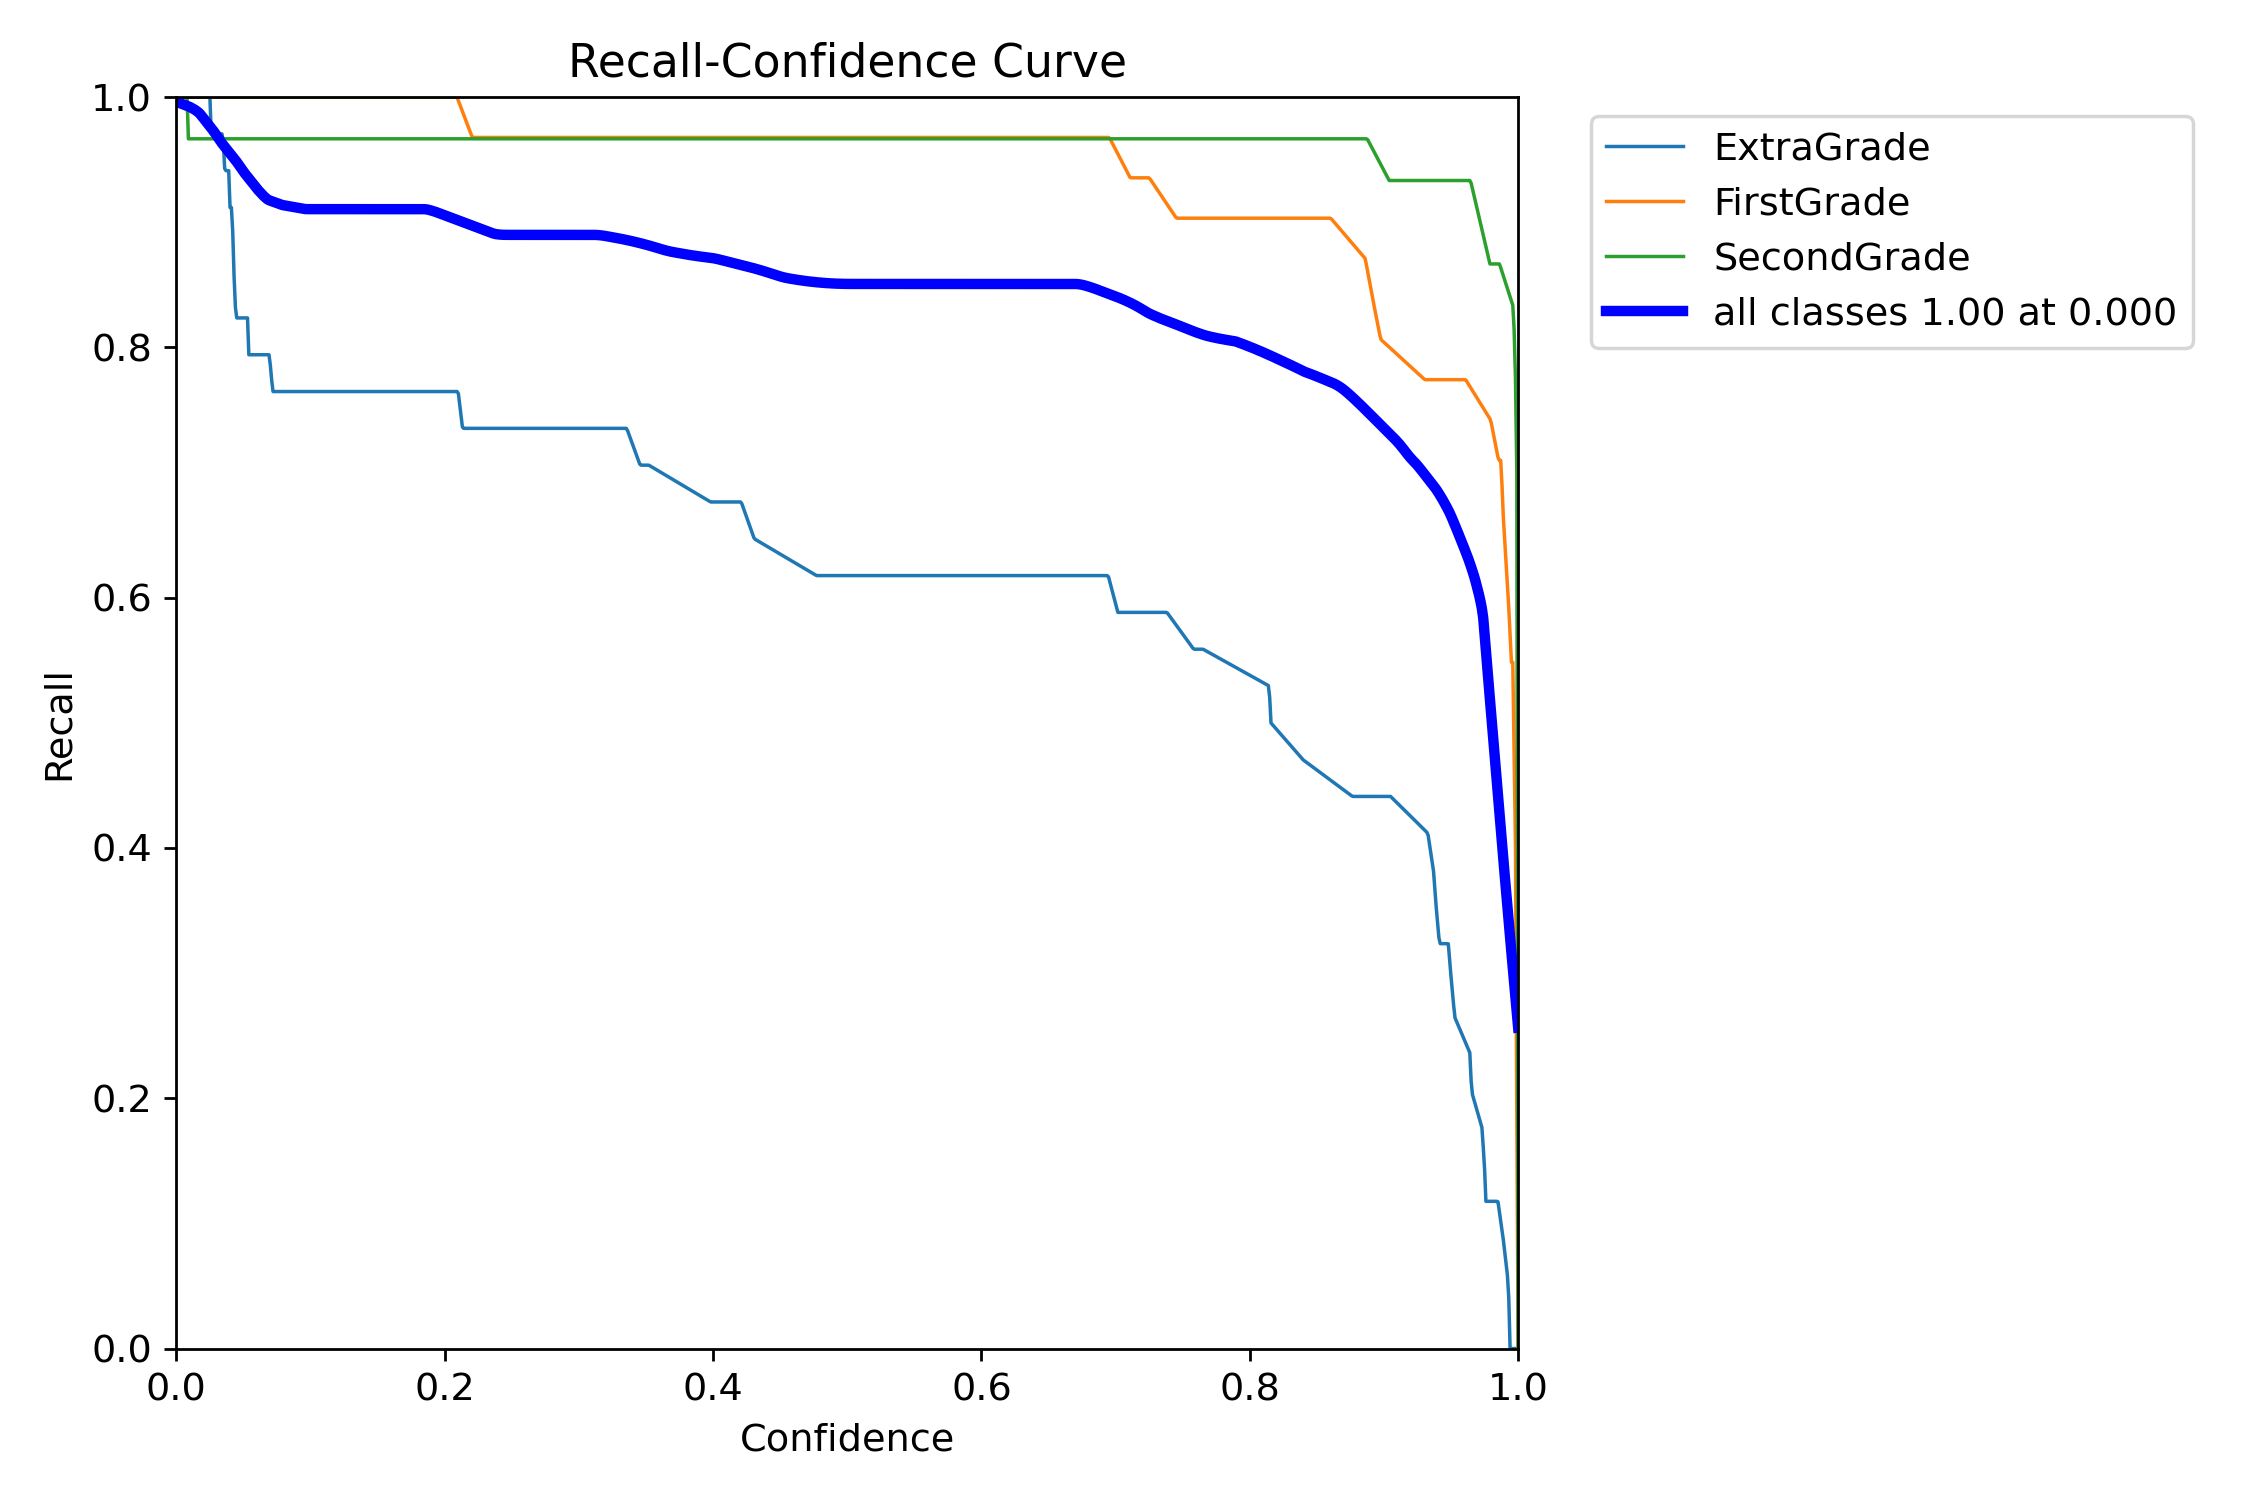 Recall-Confidence Curve
1.0
0.8
0.6
0.4
0.2
0.0
Recall
0.0 0.2 0.4 0.6 0.8 1.0
Confidence
ExtraGrade
FirstGrade
SecondGrade
all classes 1.00 at 0.000